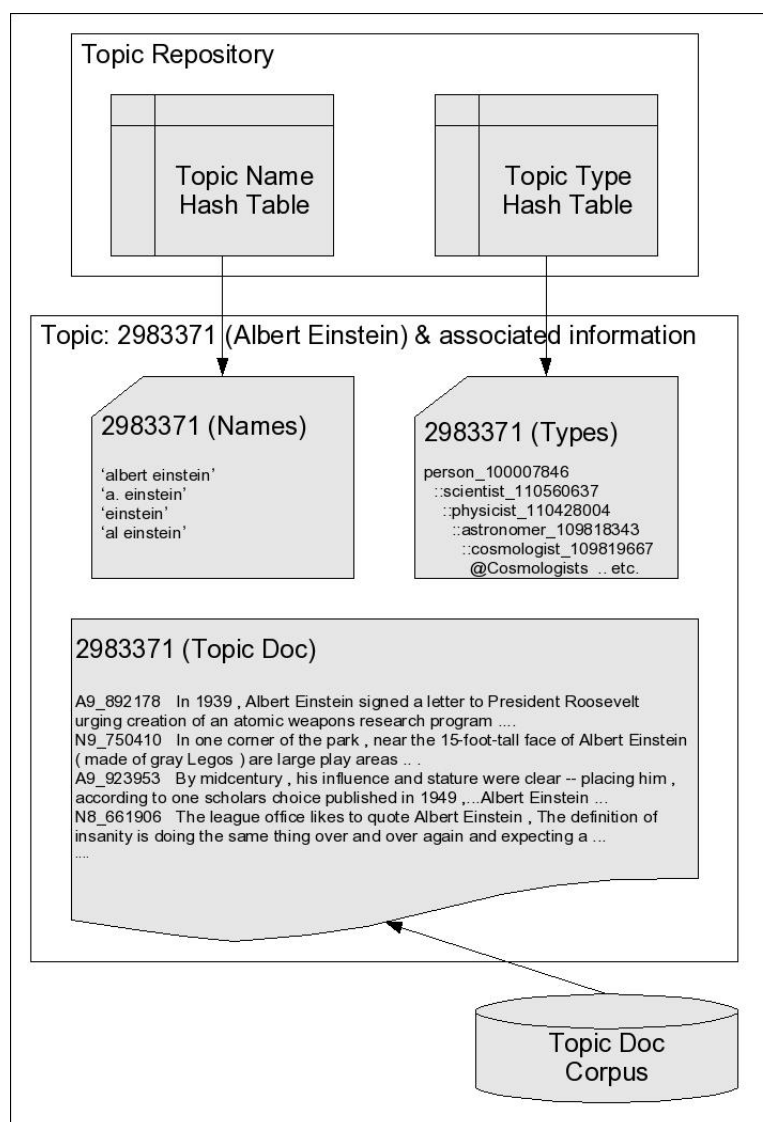 Topic Repository
Topic Name
Hash Table
Topic Type
Hash Table
Topic: 2983371 (Albert Einstein) & associated information
2983371 (Names)
‘albert einstein’
‘a. einstein’
‘einstein’
‘al einstein’
2983371 (Types)
person_100007846
::scientist_110560637
::physicist_110428004
::astronomer_109818343
::cosmologist_109819667
@Cosmologists .. etc.
2983371 (Topic Doc)
A9_892178 In 1939 , Albert Einstein signed a letter to President Roosevelt
urging creation of an atomic weapons research program ....
N9_750410 In one corner of the park , near the 15-foot-tall face of Albert Einstein
( made of gray Legos ) are large play areas .. .
A9_923953 By midcentury , his influence and stature were clear -- placing him ,
according to one scholars choice published in 1949 ,...Albert Einstein ...
N8_661906 The league office likes to quote Albert Einstein , The definition of
insanity is doing the same thing over and over again and expecting a ...
....
Topic Doc
Corpus